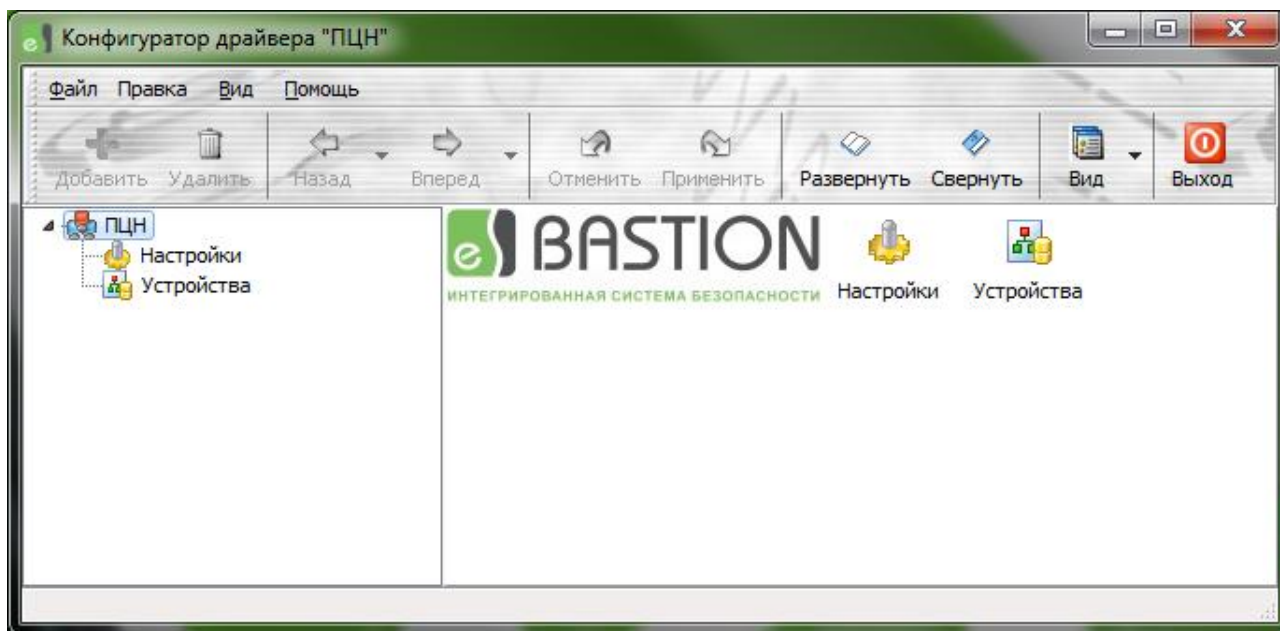 Конфигуратор драйвера "ПЦН"
Файл Правка Вид Помощь
Добавить Удалить Назад Вперед Отменить Применить Развернуть Свернуть Вид Выход
ПЦН
Настройки
Устройства
es BASTION
ИНТЕГРИРОВАННАЯ СИСТЕМА БЕЗОПАСНОСТИ
Настройки Устройства